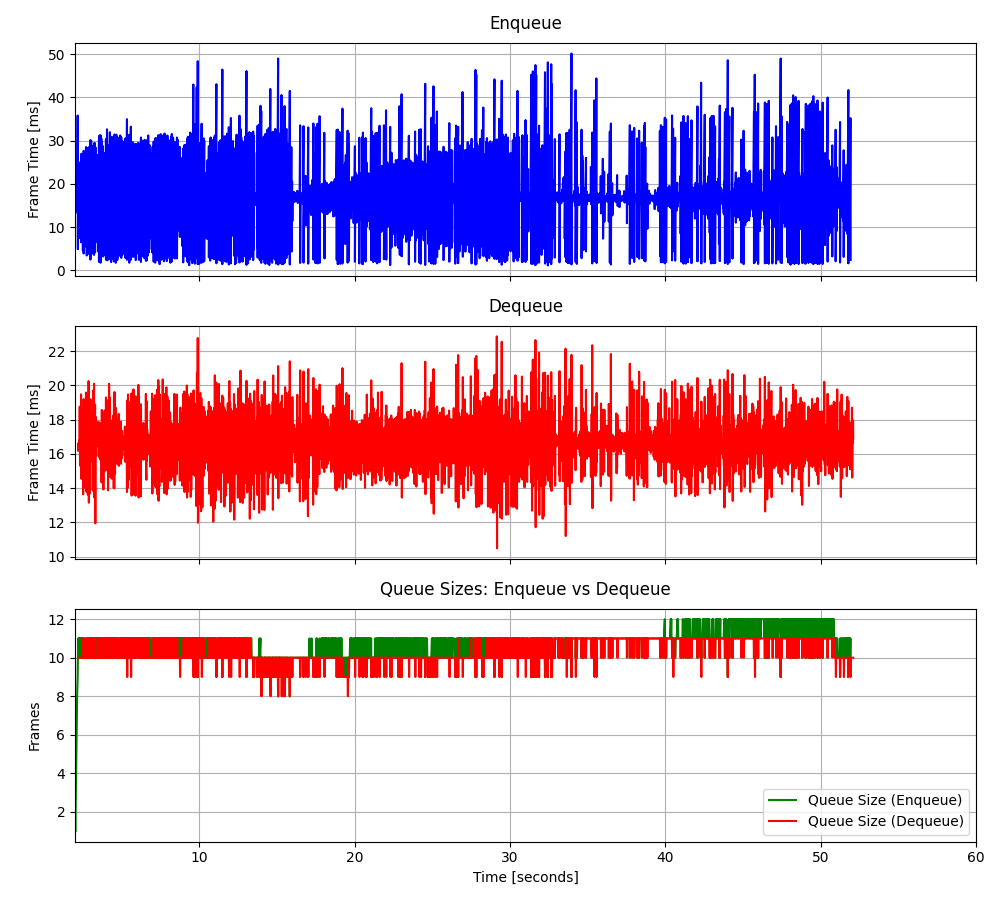 Enqueue
50
40
30
20
10
0
Frame Time [ms]
Dequeue
22
20
18
16
14
12
10
Frame Time [ms]
Queue Sizes: Enqueue vs Dequeue
12
10
8
6
4
2
Frames
Queue Size (Enqueue)
Queue Size (Dequeue)
10 20 30 40 50 60
Time [seconds]